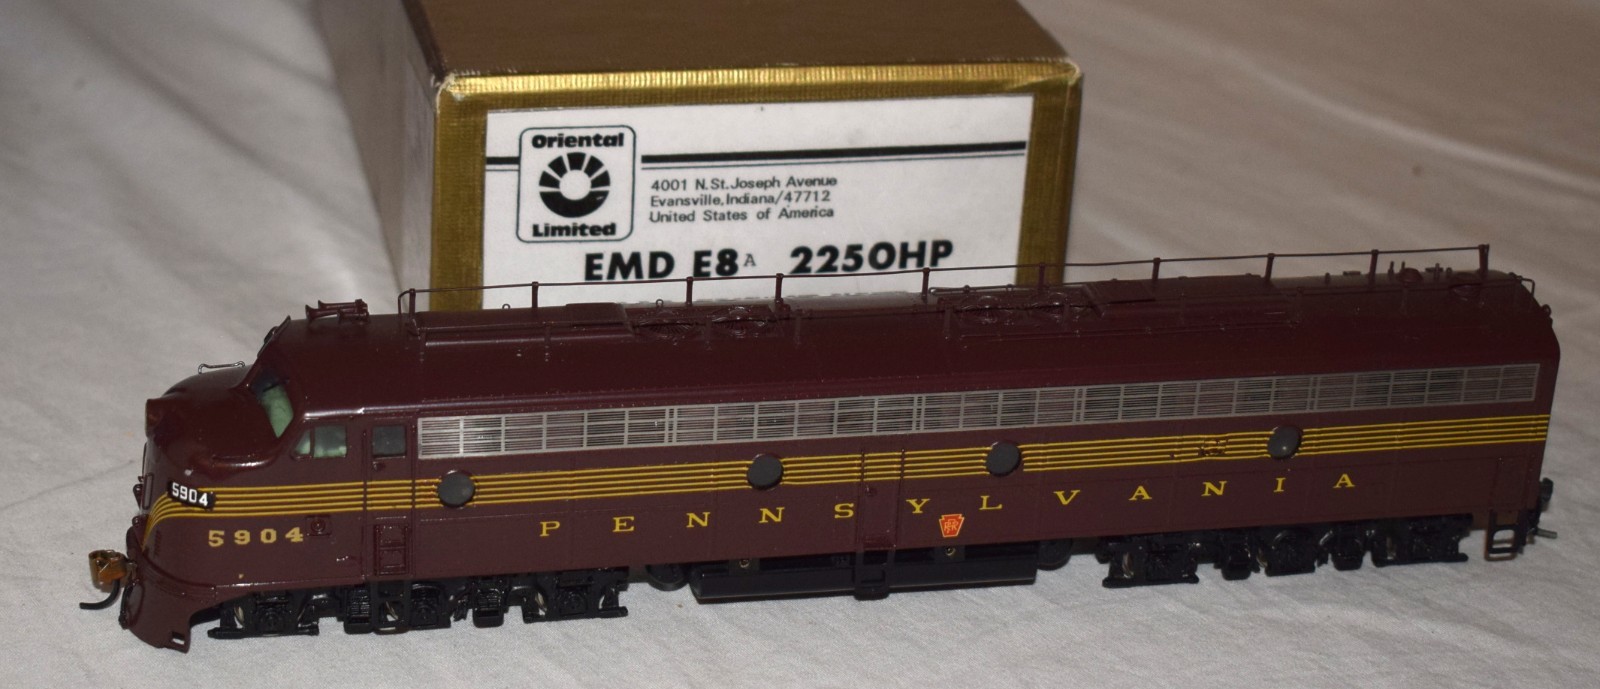 Oriental
Limited
4001 N.St.Joseph Avenue
Evansville,Indiana/47712
United States of America
EMD E8A 2250HP
5904
5904
PENNSYLVANIA